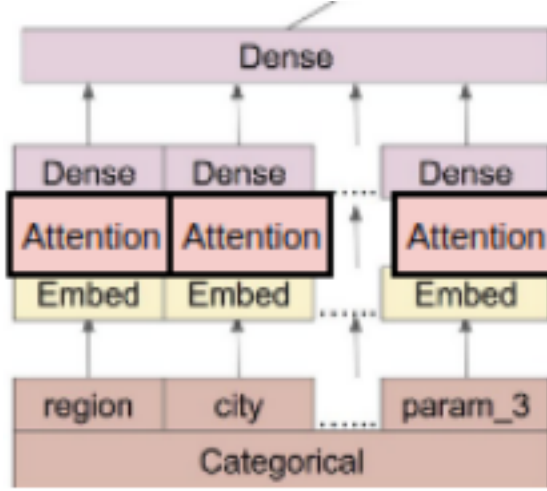 Dense
Dense Dense Dense
Attention Attention Attention
Embed Embed Embed
region city param_3
Categorical